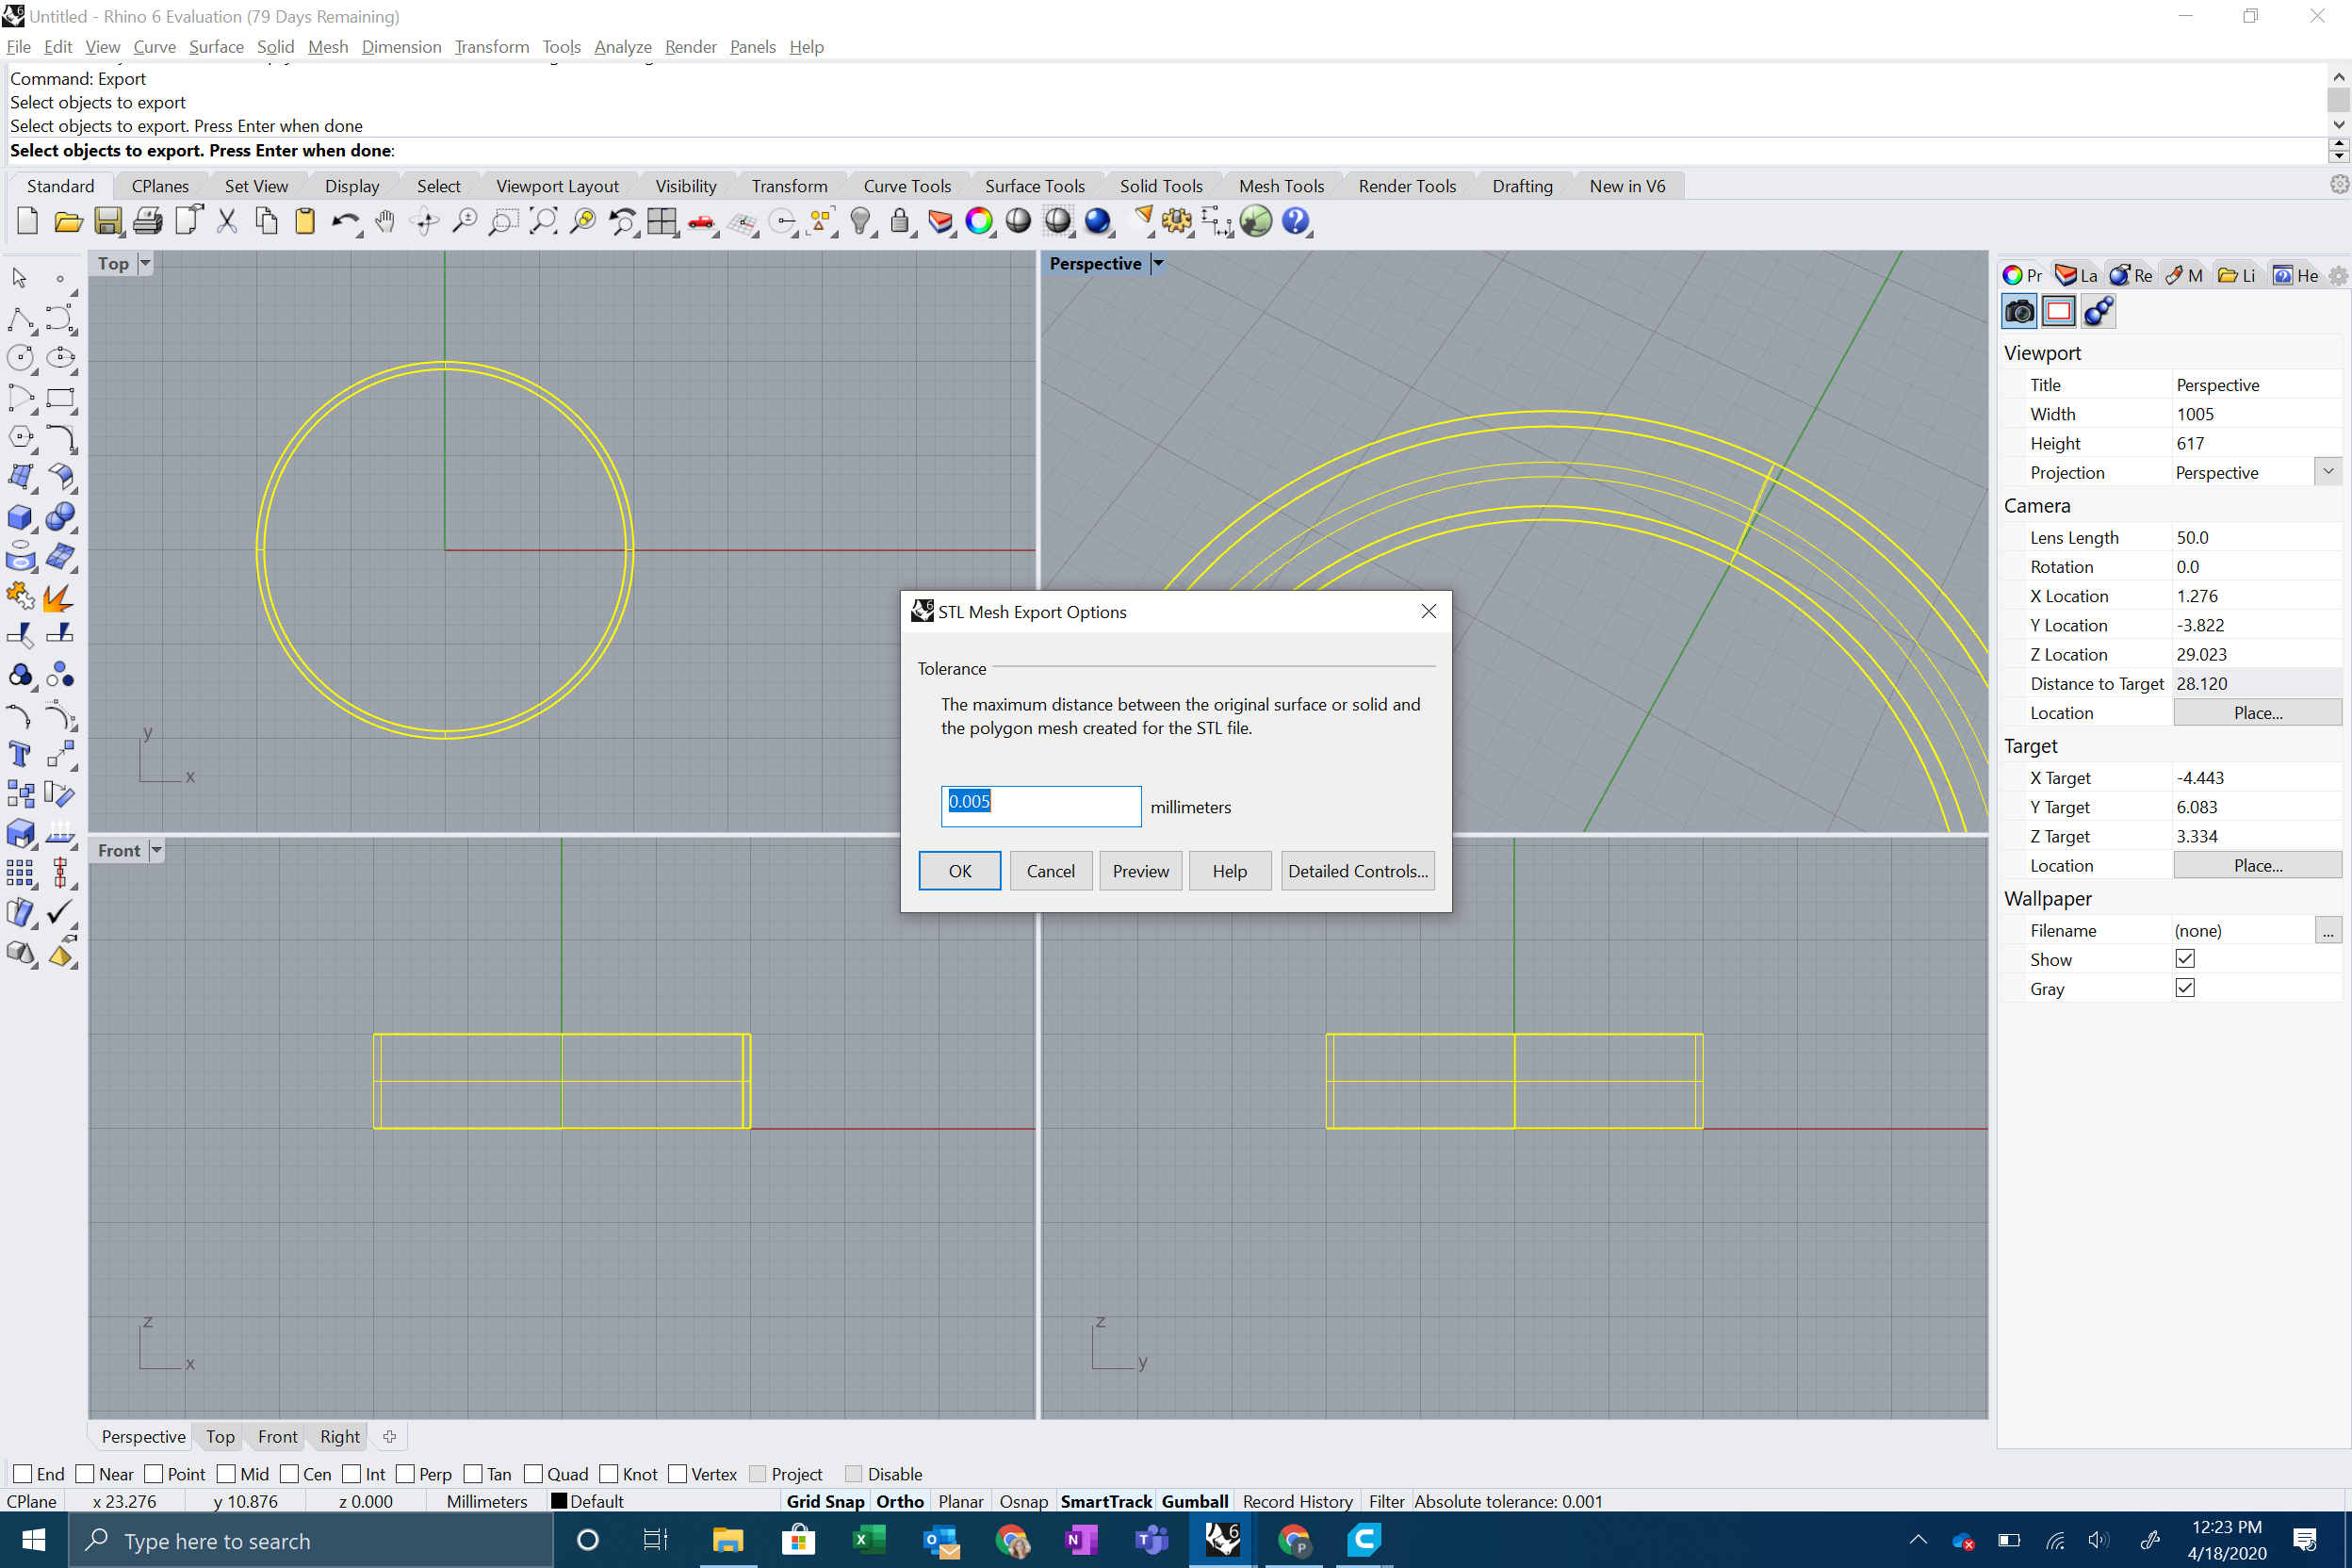 Untitled - Rhino 6 Evaluation (79 Days Remaining)
File Edit View Curve Surface Solid Mesh Dimension Transform Tools Analyze Render Panels Help
Command: Export
Select objects to export
Select objects to export. Press Enter when done
Select objects to export. Press Enter when done:
Standard CPlanes Set View Display Select Viewport Layout Visibility Transform Curve Tools Surface Tools Solid Tools Mesh Tools Render Tools Drafting New in V6
Top
Perspective
Pr La Re M Li He
Viewport
Title Perspective
Width 1005
Height 617
Projection Perspective
Camera
Lens Length 50.0
Rotation 0.0
X Location 1.276
Y Location -3.822
Z Location 29.023
Distance to Target 28.120
Location Place...
Target
X Target -4.443
Y Target 6.083
Z Target 3.334
Location Place...
Wallpaper
Filename (none) ...
Show
Gray
y
x
STL Mesh Export Options
Tolerance
The maximum distance between the original surface or solid and
the polygon mesh created for the STL file.
0.005 millimeters
OK Cancel Preview Help Detailed Controls...
Front
z
x
z
y
Perspective Top Front Right
End Near Point Mid Cen Int Perp Tan Quad Knot Vertex Project Disable
CPlane x 23.276 y 10.876 z 0.000 Millimeters Default Grid Snap Ortho Planar Osnap SmartTrack Gumball Record History Filter Absolute tolerance: 0.001
Type here to search
12:23 PM
4/18/2020